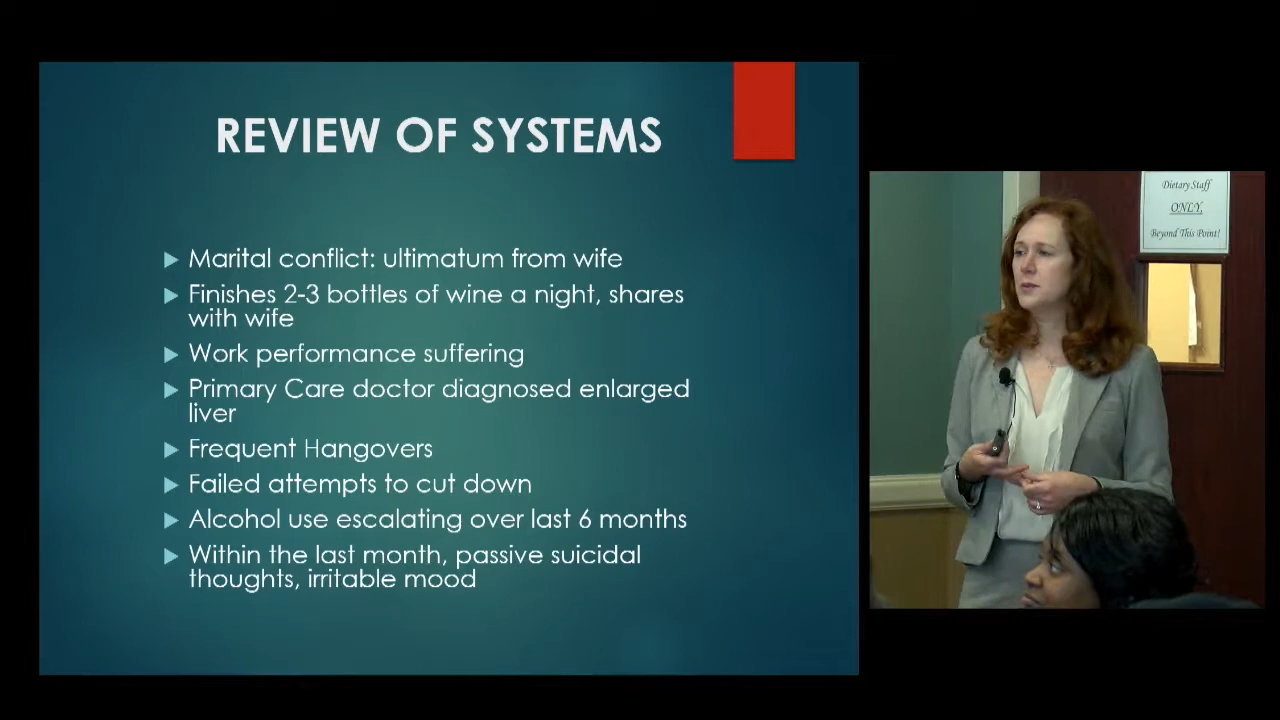 REVIEW OF SYSTEMS
Marital conflict: ultimatum from wife
Finishes 2-3 bottles of wine a night, shares
with wife
Work performance suffering
Primary Care doctor diagnosed enlarged
liver
Frequent Hangovers
Failed attempts to cut down
Alcohol use escalating over last 6 months
Within the last month, passive suicidal
thoughts, irritable mood
Dietary Staff
ONLY,
Beyond This Point!